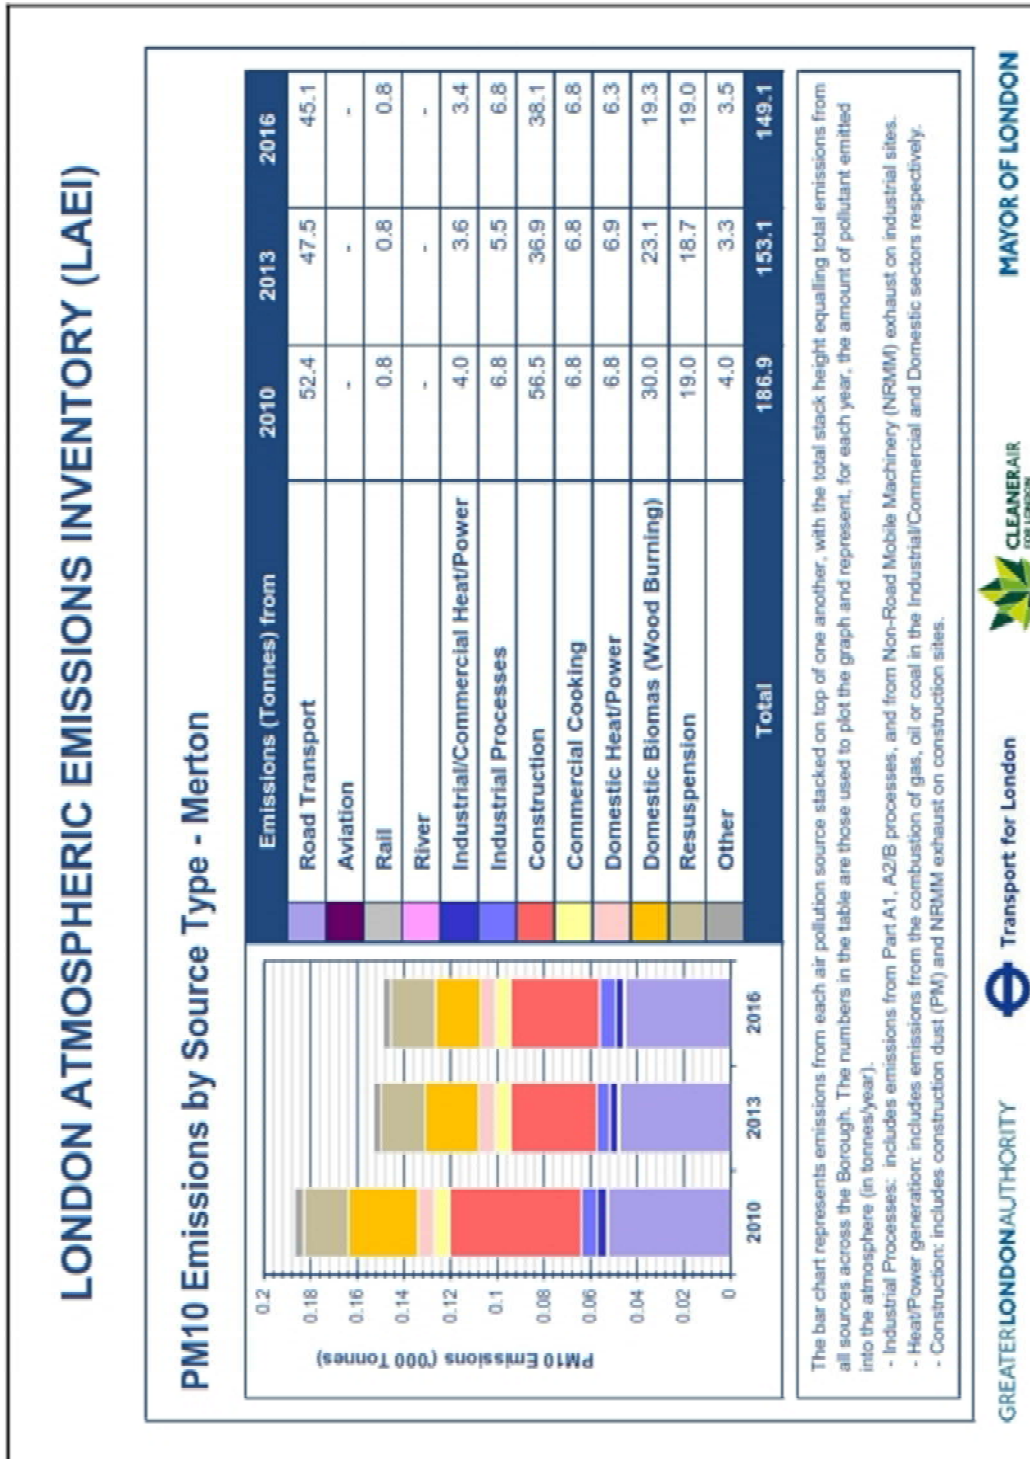 LONDON ATMOSPHERIC EMISSIONS INVENTORY (LAEI)
PM10 Emissions by Source Type - Merton
PM10 Emissions ('000 Tonnes)
0.2
0.18
0.16
0.14
0.12
0.1
0.08
0.06
0.04
0.02
0
2010 2013 2016
Emissions (Tonnes) from 2010 2013 2016
Road Transport 52.4 47.5 45.1
Aviation - - -
Rail 0.8 0.8 0.8
River - - -
Industrial/Commercial Heat/Power 4.0 3.6 3.4
Industrial Processes 6.8 5.5 6.8
Construction 56.5 36.9 38.1
Commercial Cooking 6.8 6.8 6.8
Domestic Heat/Power 6.8 6.9 6.3
Domestic Biomas (Wood Burning) 30.0 23.1 19.3
Resuspension 19.0 18.7 19.0
Other 4.0 3.3 3.5
Total 186.9 153.1 149.1
The bar chart represents emissions from each air pollution source stacked on top of one another, with the total stack height equalling total emissions from
all sources across the Borough. The numbers in the table are those used to plot the graph and represent, for each year, the amount of pollutant emitted
into the atmosphere (in tonnes/year).
- Industrial Processes: includes emissions from Part A1, A2/B processes, and from Non-Road Mobile Machinery (NRMM) exhaust on industrial sites.
- Heat/Power generation: includes emissions from the combustion of gas, oil or coal in the Industrial/Commercial and Domestic sectors respectively.
- Construction: includes construction dust (PM) and NRMM exhaust on construction sites.
GREATERLONDONAUTHORITY
Transport for London
CLEANERAIR
FOR LONDON
MAYOR OF LONDON